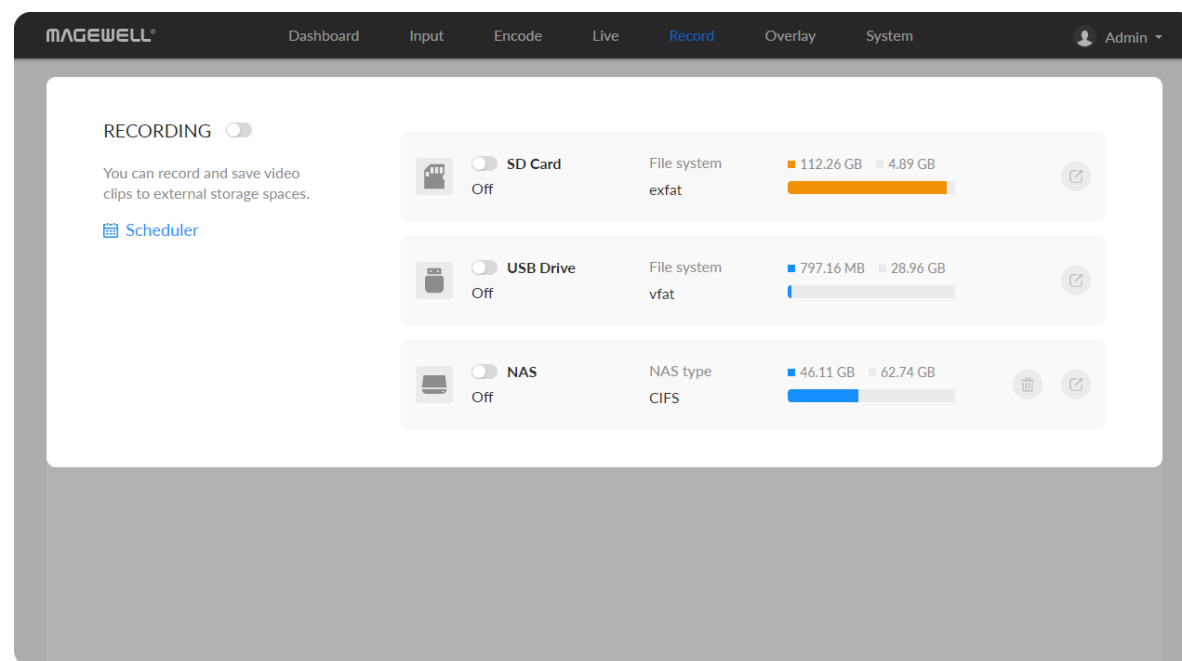 MAGEWELL® Dashboard Input Encode Live Record Overlay System Admin
RECORDING
You can record and save video
clips to external storage spaces.
Scheduler
SD Card File system 112.26 GB 4.89 GB
Off exfat
USB Drive File system 797.16 MB 28.96 GB
Off vfat
NAS NAS type 46.11 GB 62.74 GB
Off CIFS